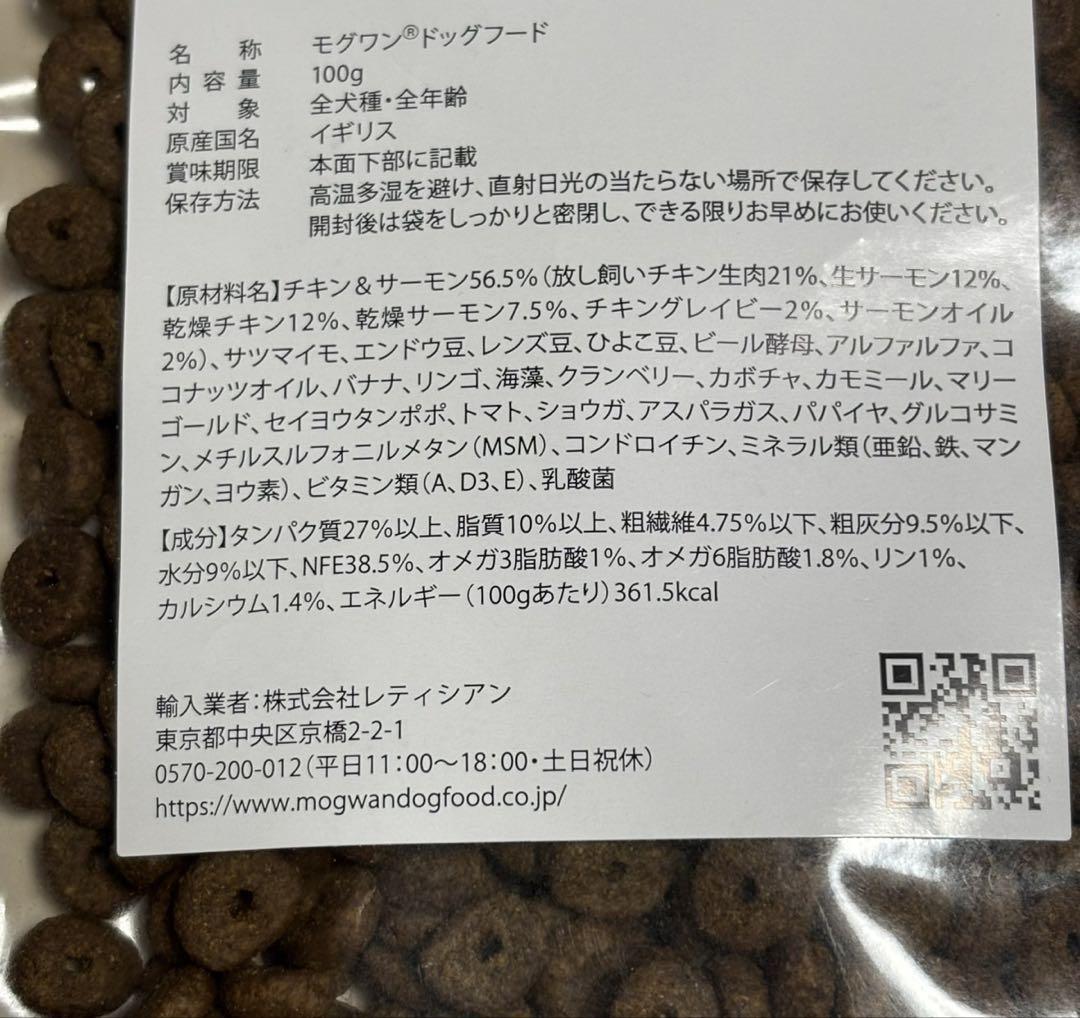 名称 モグワン®ドッグフード
内容量 100g
対象 全犬種・全年齢
原産国名 イギリス
賞味期限 本面下部に記載
保存方法 高温多湿を避け、直射日光の当たらない場所で保存してください。
開封後は袋をしっかりと密閉し、できる限りお早めにお使いください。
【原材料名】チキン＆サーモン56.5%（放し飼いチキン生肉21%、生サーモン12%、
乾燥チキン12%、乾燥サーモン7.5%、チキングレイビー2%、サーモンオイル
2%）、サツマイモ、エンドウ豆、レンズ豆、ひよこ豆、ビール酵母、アルファルファ、コ
コナッツオイル、バナナ、リンゴ、海藻、クランベリー、カボチャ、カモミール、マリー
ゴールド、セイヨウタンポポ、トマト、ショウガ、アスパラガス、パパイヤ、グルコサミ
ン、メチルスルフォニルメタン（MSM）、コンドロイチン、ミネラル類（亜鉛、鉄、マン
ガン、ヨウ素）、ビタミン類（A、D3、E）、乳酸菌
【成分】タンパク質27%以上、脂質10%以上、粗繊維4.75%以下、粗灰分9.5%以下、
水分9%以下、NFE38.5%、オメガ3脂肪酸1%、オメガ6脂肪酸1.8%、リン1%、
カルシウム1.4%、エネルギー（100gあたり）361.5kcal
輸入業者：株式会社レティシアン
東京都中央区京橋2-2-1
0570-200-012（平日11：00～18：00・土日祝休）
https://www.mogwandogfood.co.jp/